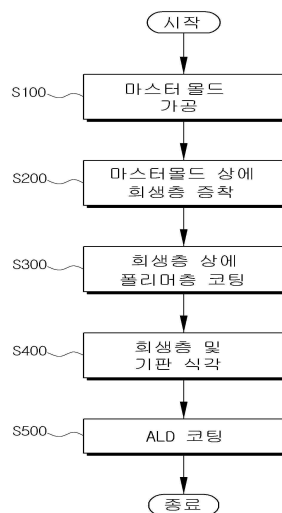 시작
S100
마스터 몰드
가공
S200
마스터몰드 상에
희생층 증착
S300
희생층 상에
폴리머층 코팅
S400
희생층 및
기판 식각
S500
ALD 코팅
종료